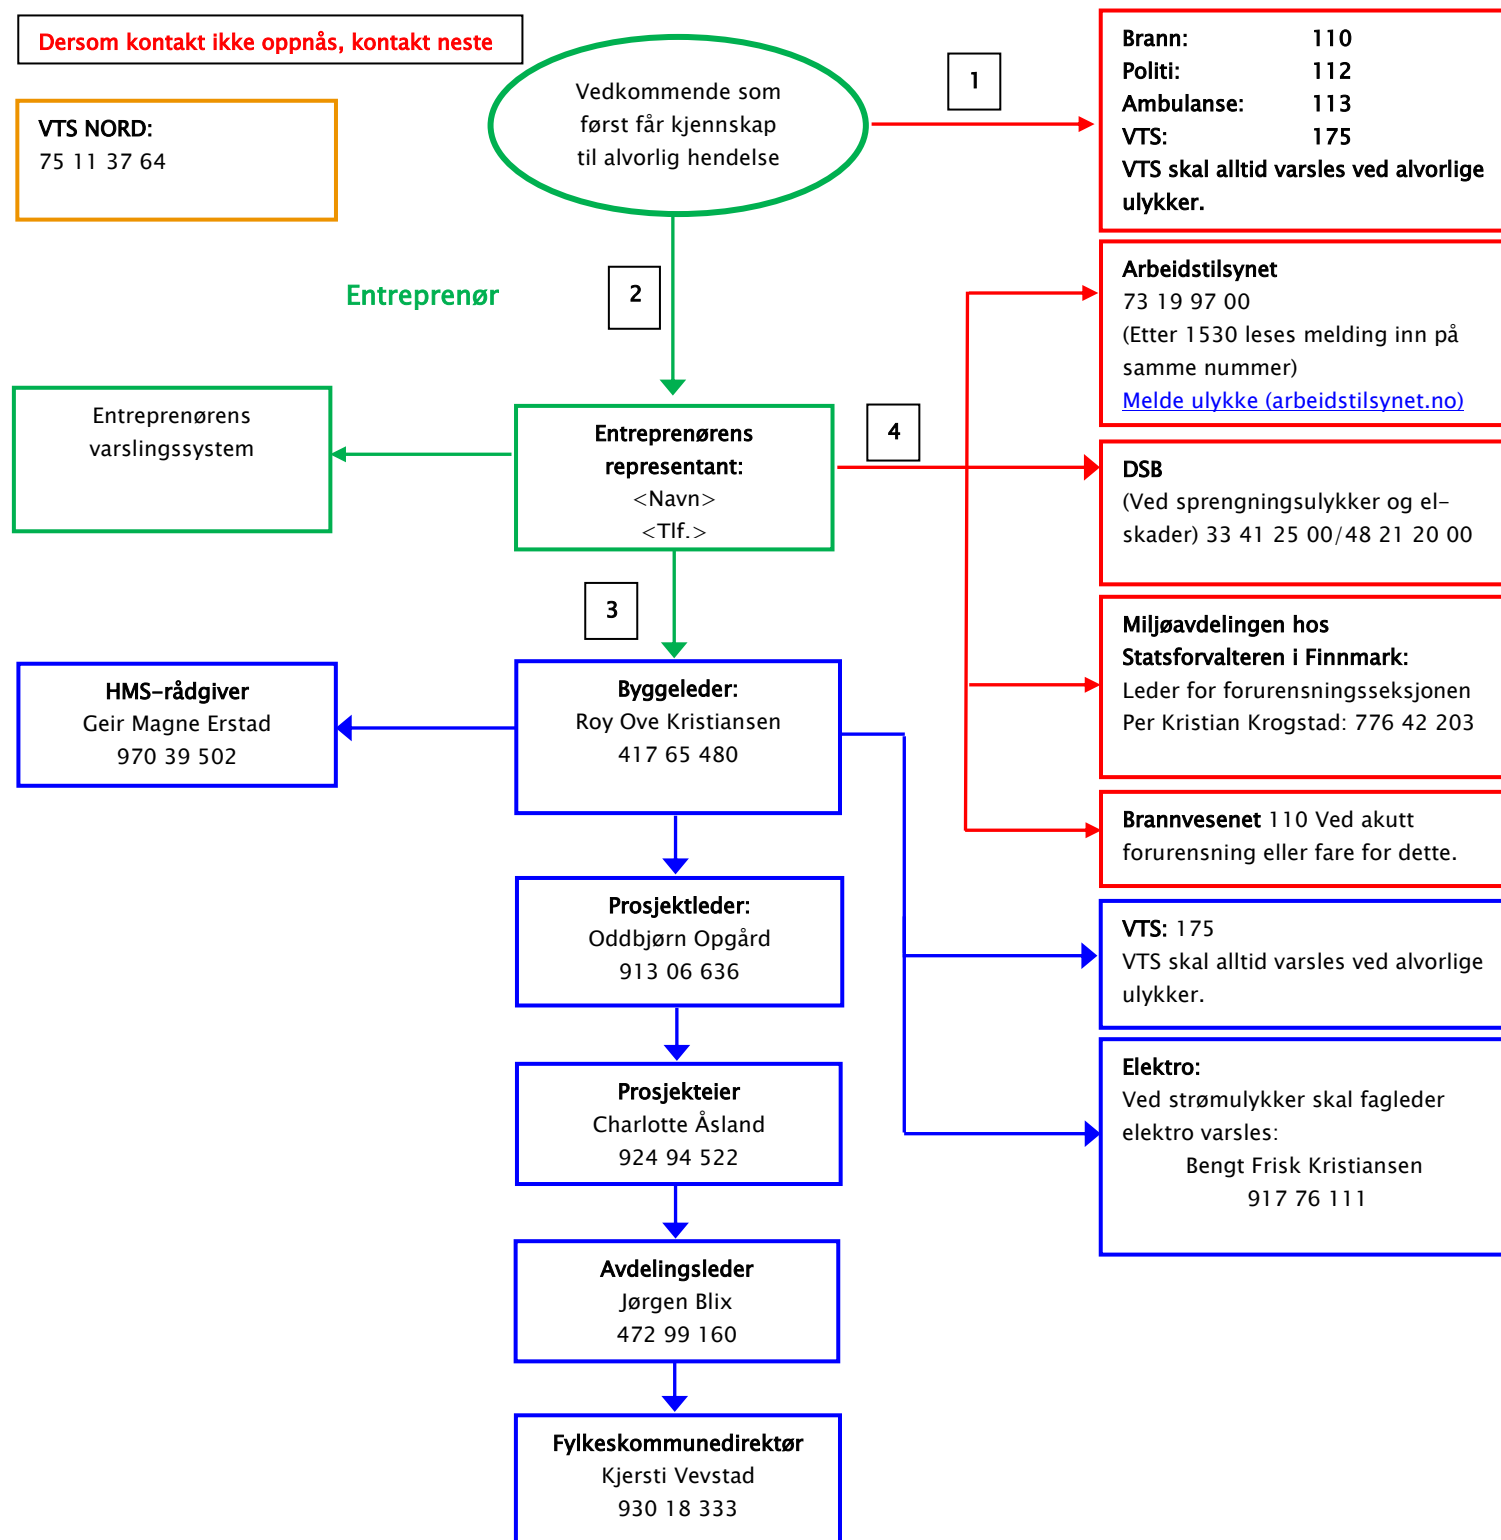 Dersom kontakt ikke oppnås, kontakt neste
VTS NORD:
75 11 37 64
Vedkommende som
først får kjennskap
til alvorlig hendelse
1
Brann: 110
Politi: 112
Ambulanse: 113
VTS: 175
VTS skal alltid varsles ved alvorlige
ulykker.
Entreprenør
2
Arbeidstilsynet
73 19 97 00
(Etter 1530 leses melding inn på
samme nummer)
Melde ulykke (arbeidstilsynet.no)
Entreprenørens
varslingssystem
Entreprenørens
representant:
<Navn>
<Tlf.>
4
DSB
(Ved sprengningsulykker og el-
skader) 33 41 25 00/48 21 20 00
3
Miljøavdelingen hos
Statsforvalteren i Finnmark:
Leder for forurensningsseksjonen
Per Kristian Krogstad: 776 42 203
HMS-rådgiver
Geir Magne Erstad
970 39 502
Byggeleder:
Roy Ove Kristiansen
417 65 480
Brannvesenet 110 Ved akutt
forurensning eller fare for dette.
Prosjektleder:
Oddbjørn Opgård
913 06 636
VTS: 175
VTS skal alltid varsles ved alvorlige
ulykker.
Prosjekteier
Charlotte Åsland
924 94 522
Elektro:
Ved strømulykker skal fagleder
elektro varsles:
Bengt Frisk Kristiansen
917 76 111
Avdelingsleder
Jørgen Blix
472 99 160
Fylkeskommunedirektør
Kjersti Vevstad
930 18 333